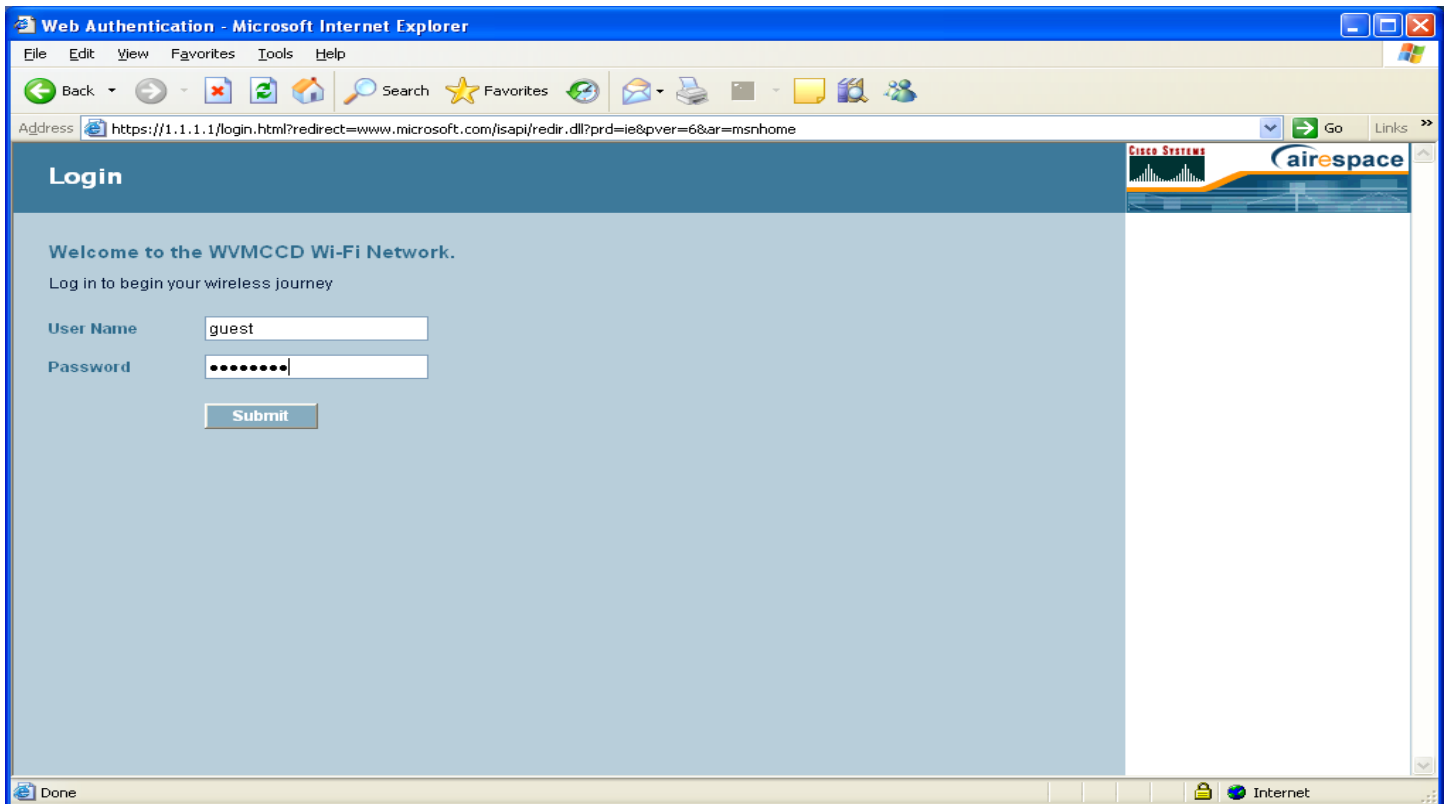 Web Authentication - Microsoft Internet Explorer
File Edit View Favorites Tools Help
Back Search Favorites
Address https://1.1.1.1/login.html?redirect=www.microsoft.com/isapi/redir.dll?prd=ie&pver=6&ar=msnhome Go Links »
Login
CISCO SYSTEMS airespace
Welcome to the WVMCCD Wi-Fi Network.
Log in to begin your wireless journey
User Name guest
Password ••••••••
Submit
Done Internet